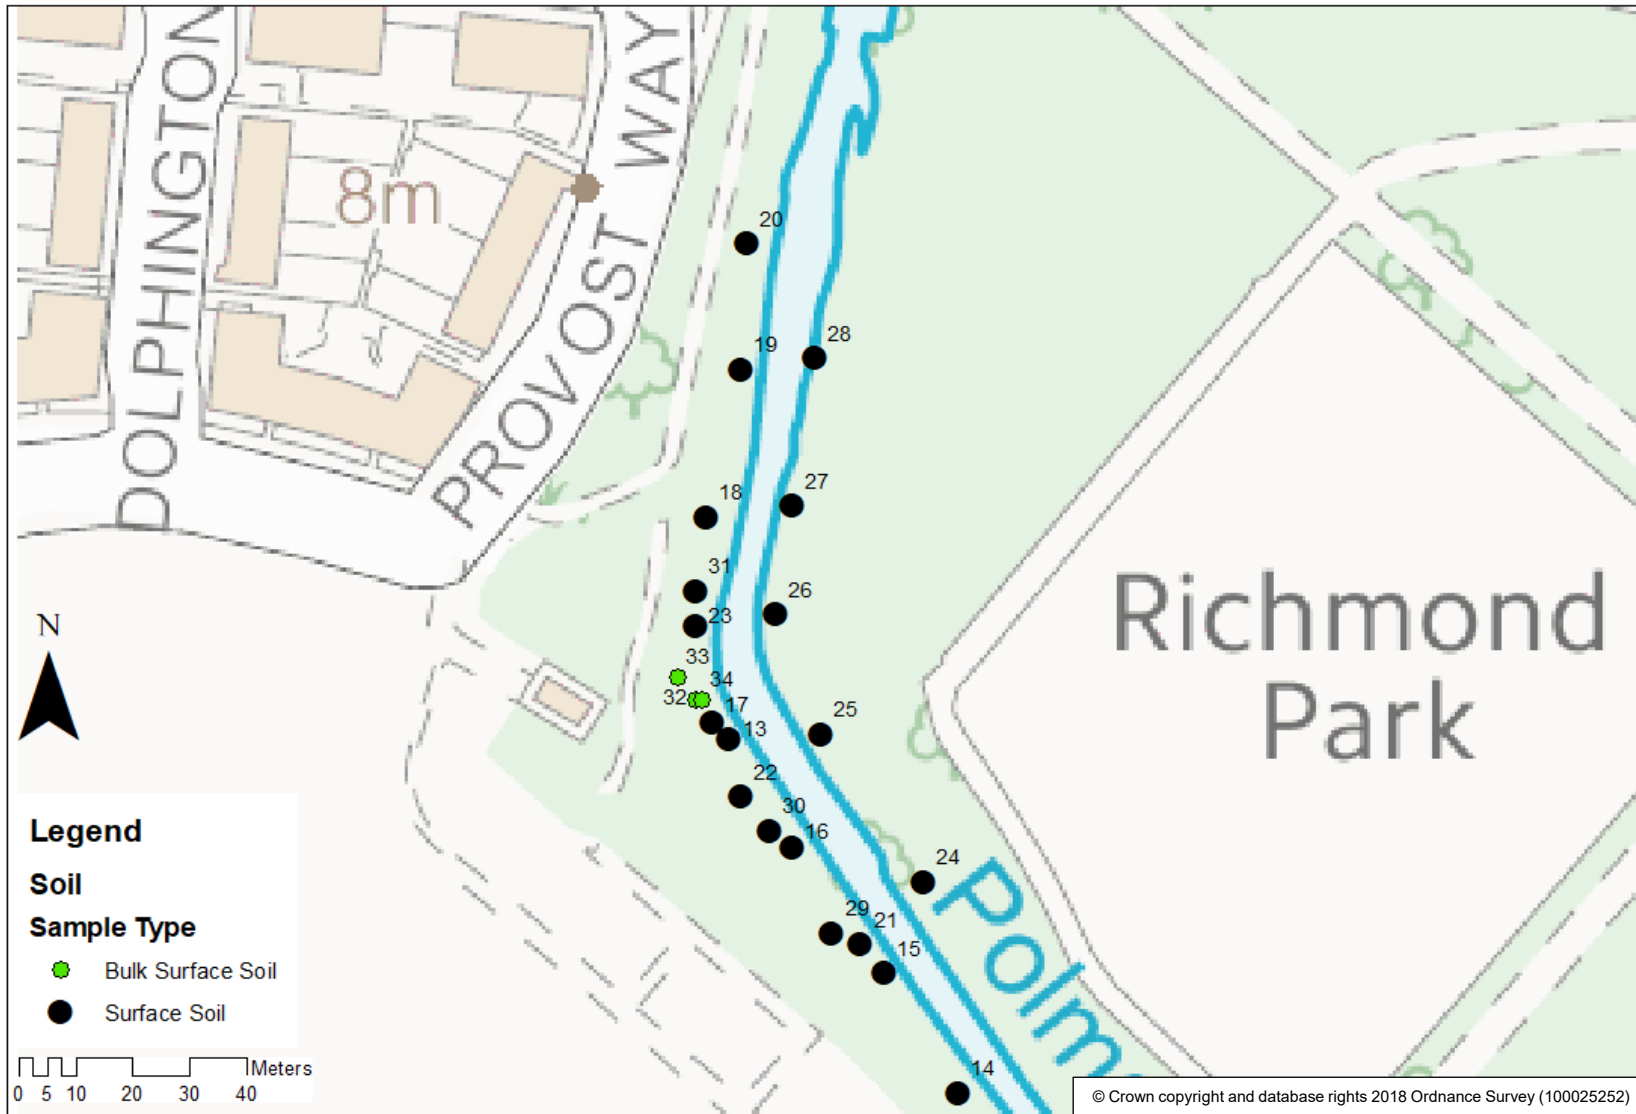 DOLPHINGTON
PROVOST WAY
8m
20
28
19
27
18
31
26
23
33
34
32
17
25
13
22
30
16
24
29
21
15
14
Richmond
Park
Polm
N
Legend
Soil
Sample Type
Bulk Surface Soil
Surface Soil
Meters
0 5 10 20 30 40
© Crown copyright and database rights 2018 Ordnance Survey (100025252)